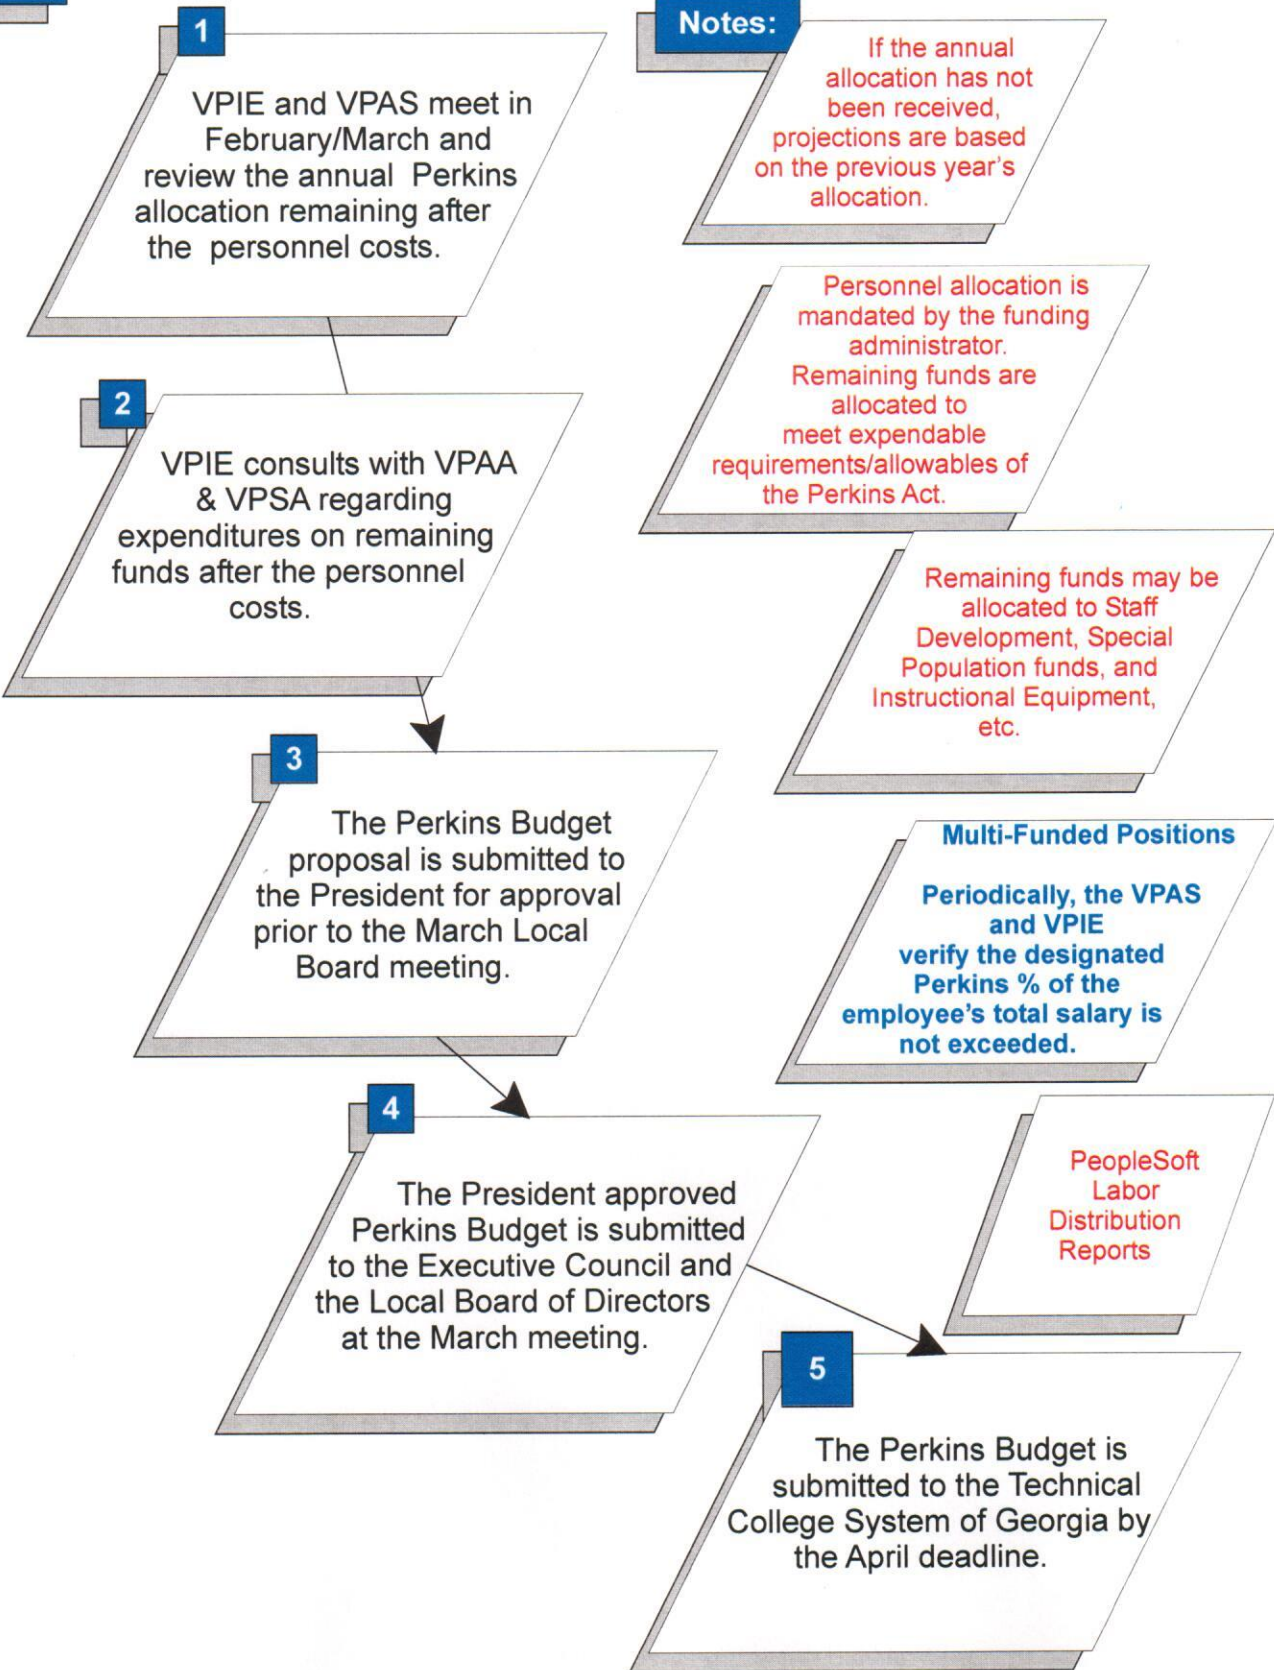 1
VPIE and VPAS meet in
February/March and
review the annual Perkins
allocation remaining after
the personnel costs.
2
VPIE consults with VPAA
& VPSA regarding
expenditures on remaining
funds after the personnel
costs.
3
The Perkins Budget
proposal is submitted to
the President for approval
prior to the March Local
Board meeting.
4
The President approved
Perkins Budget is submitted
to the Executive Council and
the Local Board of Directors
at the March meeting.
5
The Perkins Budget is
submitted to the Technical
College System of Georgia by
the April deadline.
Notes:
If the annual
allocation has not
been received,
projections are based
on the previous year's
allocation.
Personnel allocation is
mandated by the funding
administrator.
Remaining funds are
allocated to
meet expendable
requirements/allowables of
the Perkins Act.
Remaining funds may be
allocated to Staff
Development, Special
Population funds, and
Instructional Equipment,
etc.
Multi-Funded Positions
Periodically, the VPAS
and VPIE
verify the designated
Perkins % of the
employee's total salary is
not exceeded.
PeopleSoft
Labor
Distribution
Reports